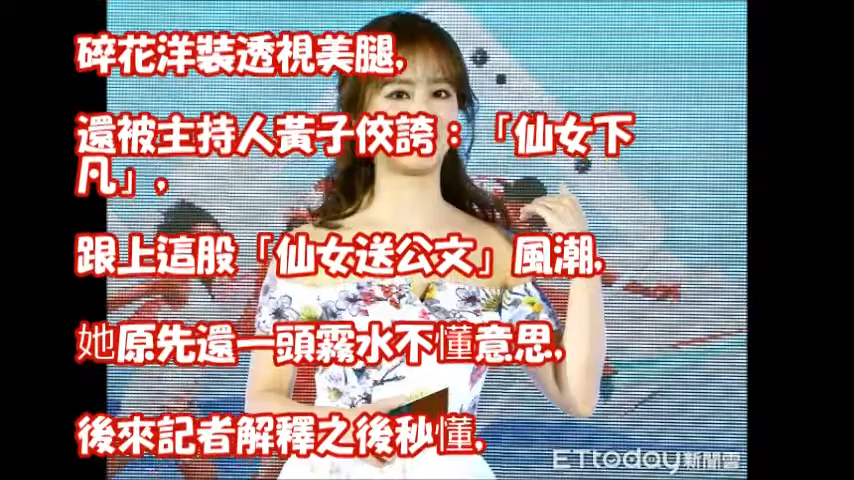 碎花洋裝透視美腿,
還被主持人黃子佼誇：「仙女下
凡」,
跟上這股「仙女送公文」風潮,
她原先還一頭霧水不懂意思,
後來記者解釋之後秒懂,
ETtoday新聞雲